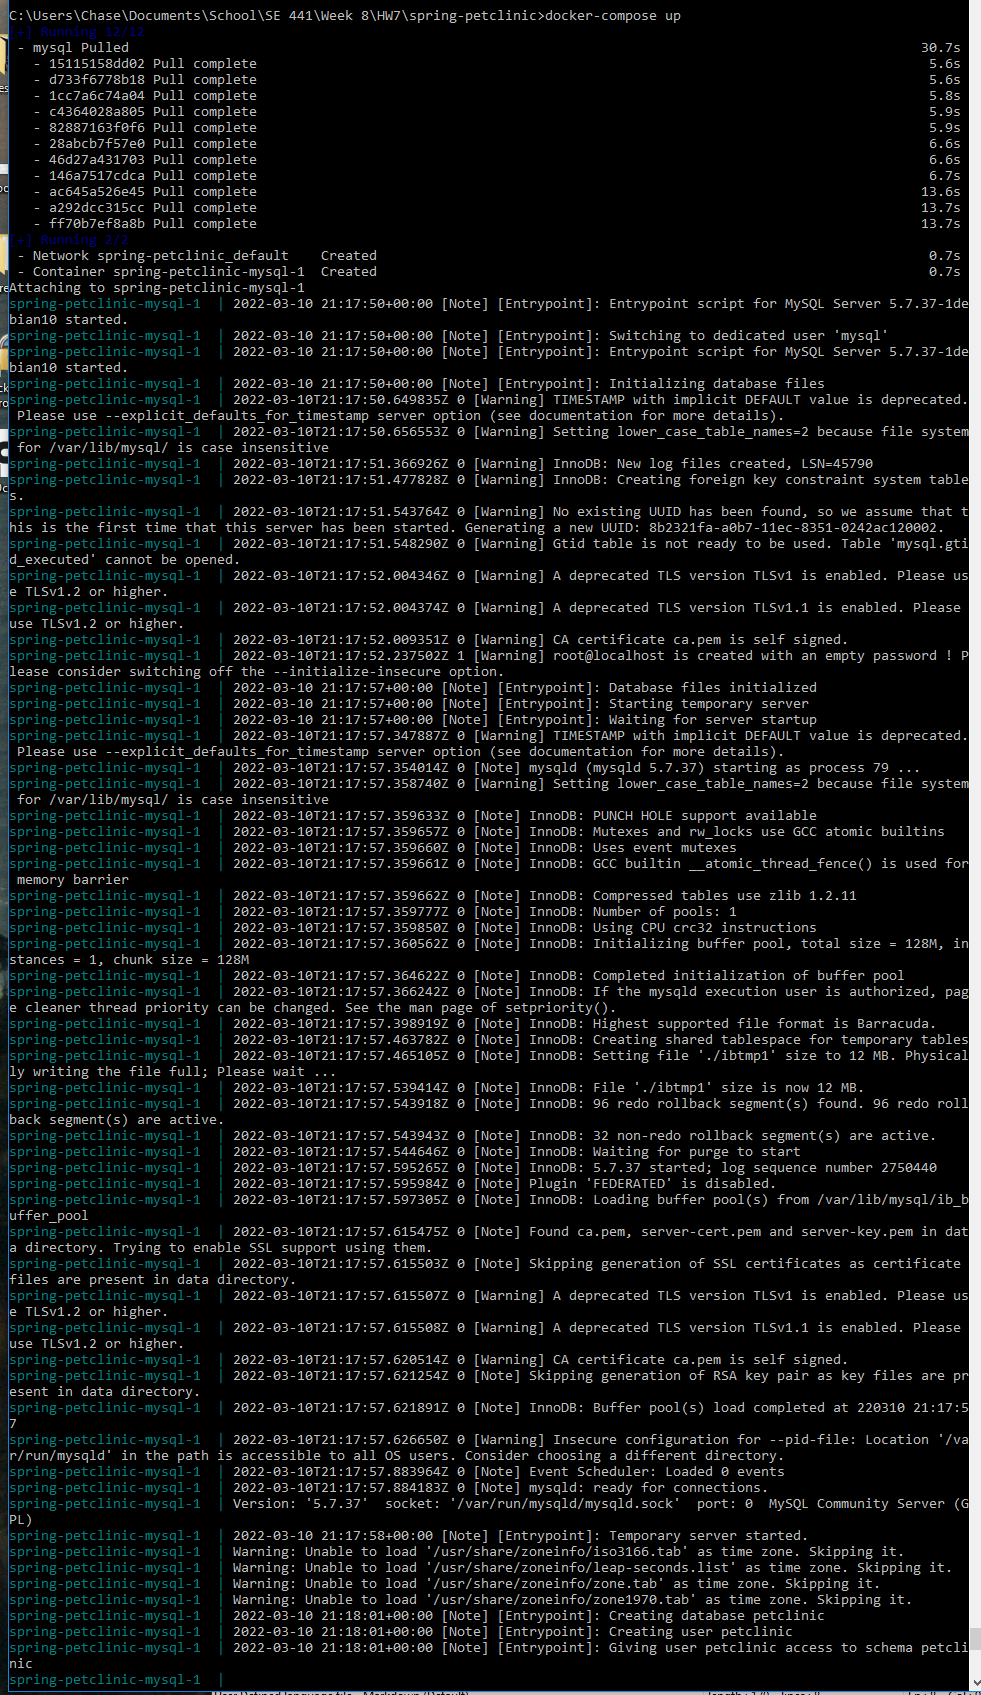 C:\Users\Chase\Documents\School\SE 441\Week 8\HW7\spring-petclinic>docker-compose up
[+] Running 12/12
 - mysql Pulled 30.7s
   - 15115158dd02 Pull complete 5.6s
   - d733f6778b18 Pull complete 5.6s
   - 1cc7a6c74a04 Pull complete 5.8s
   - c4364028a805 Pull complete 5.9s
   - 82887163f0f6 Pull complete 5.9s
   - 28abcb7f57e0 Pull complete 6.6s
   - 46d27a431703 Pull complete 6.6s
   - 146a7517cdca Pull complete 6.7s
   - ac645a526e45 Pull complete 13.6s
   - a292dcc315cc Pull complete 13.7s
   - ff70b7ef8a8b Pull complete 13.7s
[+] Running 2/2
 - Network spring-petclinic_default    Created 0.7s
 - Container spring-petclinic-mysql-1  Created 0.7s
Attaching to spring-petclinic-mysql-1
spring-petclinic-mysql-1  | 2022-03-10 21:17:50+00:00 [Note] [Entrypoint]: Entrypoint script for MySQL Server 5.7.37-1de
bian10 started.
spring-petclinic-mysql-1  | 2022-03-10 21:17:50+00:00 [Note] [Entrypoint]: Switching to dedicated user 'mysql'
spring-petclinic-mysql-1  | 2022-03-10 21:17:50+00:00 [Note] [Entrypoint]: Entrypoint script for MySQL Server 5.7.37-1de
bian10 started.
spring-petclinic-mysql-1  | 2022-03-10 21:17:50+00:00 [Note] [Entrypoint]: Initializing database files
spring-petclinic-mysql-1  | 2022-03-10T21:17:50.649835Z 0 [Warning] TIMESTAMP with implicit DEFAULT value is deprecated.
 Please use --explicit_defaults_for_timestamp server option (see documentation for more details).
spring-petclinic-mysql-1  | 2022-03-10T21:17:50.656553Z 0 [Warning] Setting lower_case_table_names=2 because file system
 for /var/lib/mysql/ is case insensitive
spring-petclinic-mysql-1  | 2022-03-10T21:17:51.366926Z 0 [Warning] InnoDB: New log files created, LSN=45790
spring-petclinic-mysql-1  | 2022-03-10T21:17:51.477828Z 0 [Warning] InnoDB: Creating foreign key constraint system table
s.
spring-petclinic-mysql-1  | 2022-03-10T21:17:51.543764Z 0 [Warning] No existing UUID has been found, so we assume that t
his is the first time that this server has been started. Generating a new UUID: 8b2321fa-a0b7-11ec-8351-0242ac120002.
spring-petclinic-mysql-1  | 2022-03-10T21:17:51.548290Z 0 [Warning] Gtid table is not ready to be used. Table 'mysql.gti
d_executed' cannot be opened.
spring-petclinic-mysql-1  | 2022-03-10T21:17:52.004346Z 0 [Warning] A deprecated TLS version TLSv1 is enabled. Please us
e TLSv1.2 or higher.
spring-petclinic-mysql-1  | 2022-03-10T21:17:52.004374Z 0 [Warning] A deprecated TLS version TLSv1.1 is enabled. Please
use TLSv1.2 or higher.
spring-petclinic-mysql-1  | 2022-03-10T21:17:52.009351Z 0 [Warning] CA certificate ca.pem is self signed.
spring-petclinic-mysql-1  | 2022-03-10T21:17:52.237502Z 1 [Warning] root@localhost is created with an empty password ! P
lease consider switching off the --initialize-insecure option.
spring-petclinic-mysql-1  | 2022-03-10 21:17:57+00:00 [Note] [Entrypoint]: Database files initialized
spring-petclinic-mysql-1  | 2022-03-10 21:17:57+00:00 [Note] [Entrypoint]: Starting temporary server
spring-petclinic-mysql-1  | 2022-03-10 21:17:57+00:00 [Note] [Entrypoint]: Waiting for server startup
spring-petclinic-mysql-1  | 2022-03-10T21:17:57.347887Z 0 [Warning] TIMESTAMP with implicit DEFAULT value is deprecated.
 Please use --explicit_defaults_for_timestamp server option (see documentation for more details).
spring-petclinic-mysql-1  | 2022-03-10T21:17:57.354014Z 0 [Note] mysqld (mysqld 5.7.37) starting as process 79 ...
spring-petclinic-mysql-1  | 2022-03-10T21:17:57.358740Z 0 [Warning] Setting lower_case_table_names=2 because file system
 for /var/lib/mysql/ is case insensitive
spring-petclinic-mysql-1  | 2022-03-10T21:17:57.359633Z 0 [Note] InnoDB: PUNCH HOLE support available
spring-petclinic-mysql-1  | 2022-03-10T21:17:57.359657Z 0 [Note] InnoDB: Mutexes and rw_locks use GCC atomic builtins
spring-petclinic-mysql-1  | 2022-03-10T21:17:57.359660Z 0 [Note] InnoDB: Uses event mutexes
spring-petclinic-mysql-1  | 2022-03-10T21:17:57.359661Z 0 [Note] InnoDB: GCC builtin __atomic_thread_fence() is used for
 memory barrier
spring-petclinic-mysql-1  | 2022-03-10T21:17:57.359662Z 0 [Note] InnoDB: Compressed tables use zlib 1.2.11
spring-petclinic-mysql-1  | 2022-03-10T21:17:57.359777Z 0 [Note] InnoDB: Number of pools: 1
spring-petclinic-mysql-1  | 2022-03-10T21:17:57.359850Z 0 [Note] InnoDB: Using CPU crc32 instructions
spring-petclinic-mysql-1  | 2022-03-10T21:17:57.360562Z 0 [Note] InnoDB: Initializing buffer pool, total size = 128M, in
stances = 1, chunk size = 128M
spring-petclinic-mysql-1  | 2022-03-10T21:17:57.364622Z 0 [Note] InnoDB: Completed initialization of buffer pool
spring-petclinic-mysql-1  | 2022-03-10T21:17:57.366242Z 0 [Note] InnoDB: If the mysqld execution user is authorized, pag
e cleaner thread priority can be changed. See the man page of setpriority().
spring-petclinic-mysql-1  | 2022-03-10T21:17:57.398919Z 0 [Note] InnoDB: Highest supported file format is Barracuda.
spring-petclinic-mysql-1  | 2022-03-10T21:17:57.463782Z 0 [Note] InnoDB: Creating shared tablespace for temporary tables
spring-petclinic-mysql-1  | 2022-03-10T21:17:57.465105Z 0 [Note] InnoDB: Setting file './ibtmp1' size to 12 MB. Physical
ly writing the file full; Please wait ...
spring-petclinic-mysql-1  | 2022-03-10T21:17:57.539414Z 0 [Note] InnoDB: File './ibtmp1' size is now 12 MB.
spring-petclinic-mysql-1  | 2022-03-10T21:17:57.543918Z 0 [Note] InnoDB: 96 redo rollback segment(s) found. 96 redo roll
back segment(s) are active.
spring-petclinic-mysql-1  | 2022-03-10T21:17:57.543943Z 0 [Note] InnoDB: 32 non-redo rollback segment(s) are active.
spring-petclinic-mysql-1  | 2022-03-10T21:17:57.544646Z 0 [Note] InnoDB: Waiting for purge to start
spring-petclinic-mysql-1  | 2022-03-10T21:17:57.595265Z 0 [Note] InnoDB: 5.7.37 started; log sequence number 2750440
spring-petclinic-mysql-1  | 2022-03-10T21:17:57.595984Z 0 [Note] Plugin 'FEDERATED' is disabled.
spring-petclinic-mysql-1  | 2022-03-10T21:17:57.597305Z 0 [Note] InnoDB: Loading buffer pool(s) from /var/lib/mysql/ib_b
uffer_pool
spring-petclinic-mysql-1  | 2022-03-10T21:17:57.615475Z 0 [Note] Found ca.pem, server-cert.pem and server-key.pem in dat
a directory. Trying to enable SSL support using them.
spring-petclinic-mysql-1  | 2022-03-10T21:17:57.615503Z 0 [Note] Skipping generation of SSL certificates as certificate
files are present in data directory.
spring-petclinic-mysql-1  | 2022-03-10T21:17:57.615507Z 0 [Warning] A deprecated TLS version TLSv1 is enabled. Please us
e TLSv1.2 or higher.
spring-petclinic-mysql-1  | 2022-03-10T21:17:57.615508Z 0 [Warning] A deprecated TLS version TLSv1.1 is enabled. Please
use TLSv1.2 or higher.
spring-petclinic-mysql-1  | 2022-03-10T21:17:57.620514Z 0 [Warning] CA certificate ca.pem is self signed.
spring-petclinic-mysql-1  | 2022-03-10T21:17:57.621254Z 0 [Note] Skipping generation of RSA key pair as key files are pr
esent in data directory.
spring-petclinic-mysql-1  | 2022-03-10T21:17:57.621891Z 0 [Note] InnoDB: Buffer pool(s) load completed at 220310 21:17:5
7
spring-petclinic-mysql-1  | 2022-03-10T21:17:57.626650Z 0 [Warning] Insecure configuration for --pid-file: Location '/va
r/run/mysqld' in the path is accessible to all OS users. Consider choosing a different directory.
spring-petclinic-mysql-1  | 2022-03-10T21:17:57.883964Z 0 [Note] Event Scheduler: Loaded 0 events
spring-petclinic-mysql-1  | 2022-03-10T21:17:57.884183Z 0 [Note] mysqld: ready for connections.
spring-petclinic-mysql-1  | Version: '5.7.37'  socket: '/var/run/mysqld/mysqld.sock'  port: 0  MySQL Community Server (G
PL)
spring-petclinic-mysql-1  | 2022-03-10 21:17:58+00:00 [Note] [Entrypoint]: Temporary server started.
spring-petclinic-mysql-1  | Warning: Unable to load '/usr/share/zoneinfo/iso3166.tab' as time zone. Skipping it.
spring-petclinic-mysql-1  | Warning: Unable to load '/usr/share/zoneinfo/leap-seconds.list' as time zone. Skipping it.
spring-petclinic-mysql-1  | Warning: Unable to load '/usr/share/zoneinfo/zone.tab' as time zone. Skipping it.
spring-petclinic-mysql-1  | Warning: Unable to load '/usr/share/zoneinfo/zone1970.tab' as time zone. Skipping it.
spring-petclinic-mysql-1  | 2022-03-10 21:18:01+00:00 [Note] [Entrypoint]: Creating database petclinic
spring-petclinic-mysql-1  | 2022-03-10 21:18:01+00:00 [Note] [Entrypoint]: Creating user petclinic
spring-petclinic-mysql-1  | 2022-03-10 21:18:01+00:00 [Note] [Entrypoint]: Giving user petclinic access to schema petcli
nic
spring-petclinic-mysql-1  |